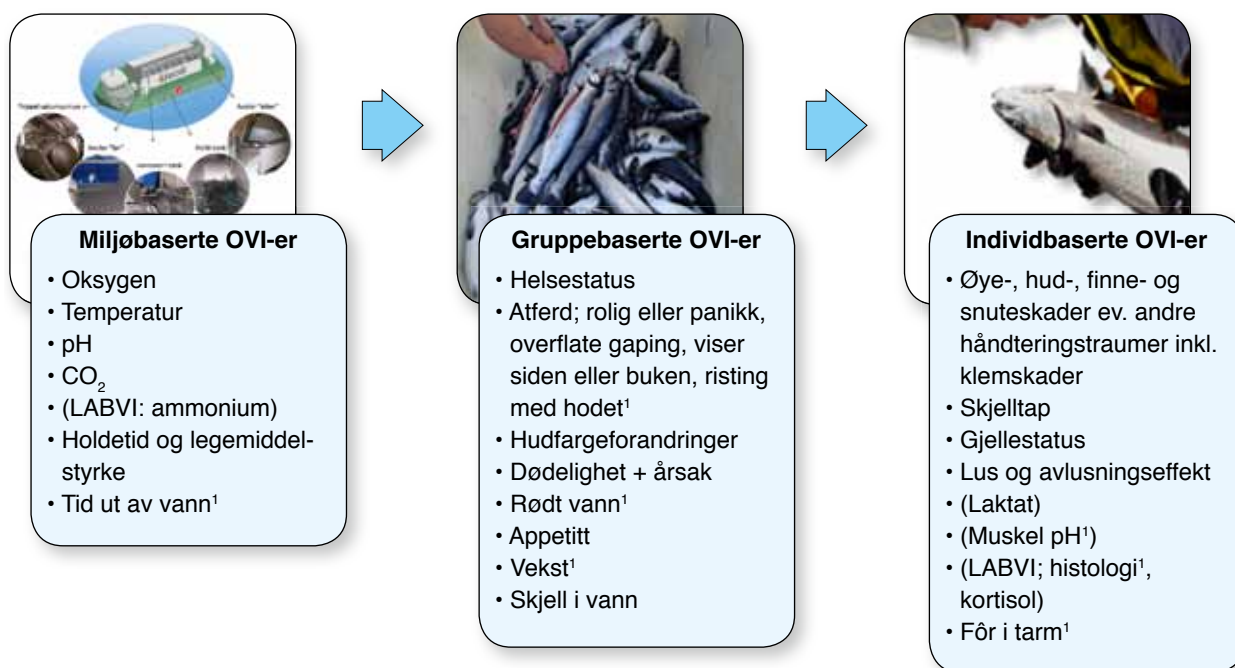 Miljøbaserte OVI-er
• Oksygen
• Temperatur
• pH
• CO₂
• (LABVI: ammonium)
• Holdetid og legemiddel-
styrke
• Tid ut av vann¹
Gruppebaserte OVI-er
• Helsestatus
• Atferd; rolig eller panikk,
overflate gaping, viser
siden eller buken, risting
med hodet¹
• Hudfargeforandringer
• Dødelighet + årsak
• Rødt vann¹
• Appetitt
• Vekst¹
• Skjell i vann
Individbaserte OVI-er
• Øye-, hud-, finne- og
snuteskader ev. andre
håndteringstraumer inkl.
klemskader
• Skjelltap
• Gjellestatus
• Lus og avlusningseffekt
• (Laktat)
• (Muskel pH¹)
• (LABVI; histologi¹,
kortisol)
• Fôr i tarm¹